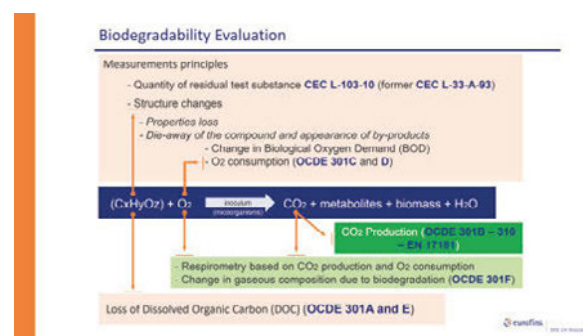 Biodegradability Evaluation
Measurements principles
- Quantity of residual test substance CEC L-103-10 (former CEC L-33-A-93)
- Structure changes
- Properties loss
- Die-away of the compound and appearance of by-products
- Change in Biological Oxygen Demand (BOD)
- O2 consumption (OCDE 301C and D)
(CxHyOz) + O2 inoculum CO2 + metabolites + biomass + H2O
(microorganisms)
CO2 Production (OCDE 301B – 310
– EN 17181)
- Respirometry based on CO2 production and O2 consumption
- Change in gaseous composition due to biodegradation (OCDE 301F)
Loss of Dissolved Organic Carbon (DOC) (OCDE 301A and E)
eurofins